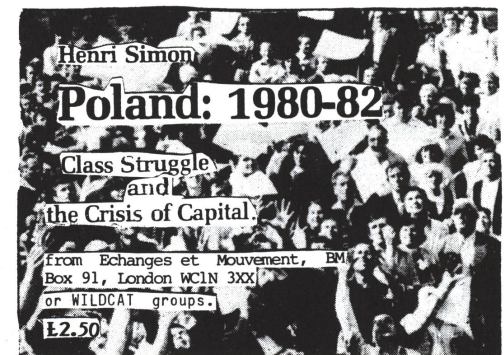 Henri Simon
Poland: 1980-82
Class Struggle
and
the Crisis of Capital.
from Echanges et Mouvement, BM
Box 91, London WC1N 3XX
or WILDCAT groups.
£2.50